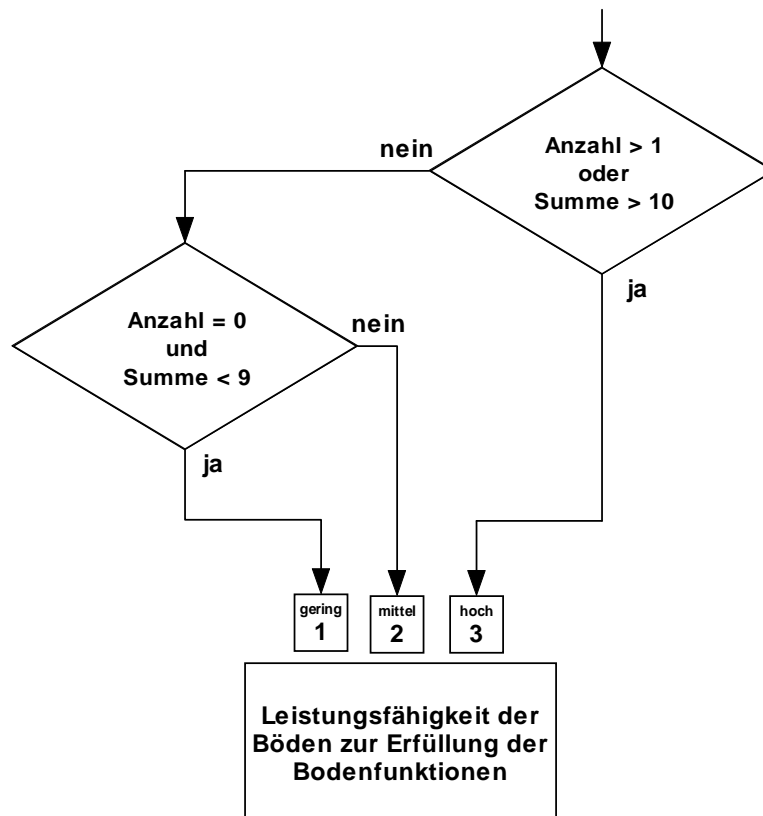 Anzahl > 1
oder
Summe > 10
nein
ja
Anzahl = 0
und
Summe < 9
nein
ja
gering
1
mittel
2
hoch
3
Leistungsfähigkeit der
Böden zur Erfüllung der
Bodenfunktionen